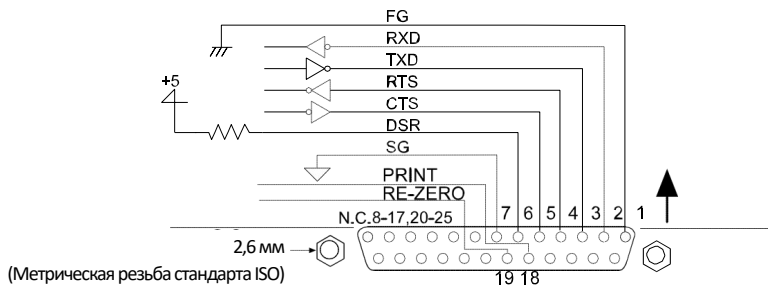 FG
RXD
TXD
RTS
+5
CTS
DSR
SG
PRINT
RE-ZERO
N.C.8-17,20-25
7 6 5 4 3 2 1
2,6 мм
(Метрическая резьба стандарта ISO)
19 18